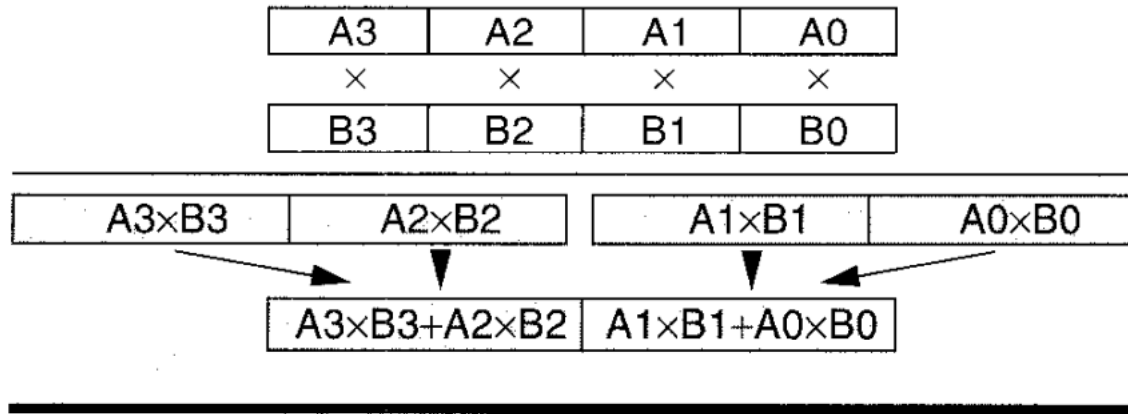 A3 A2 A1 A0
× × × ×
B3 B2 B1 B0
A3×B3 A2×B2 A1×B1 A0×B0
A3×B3+A2×B2 A1×B1+A0×B0